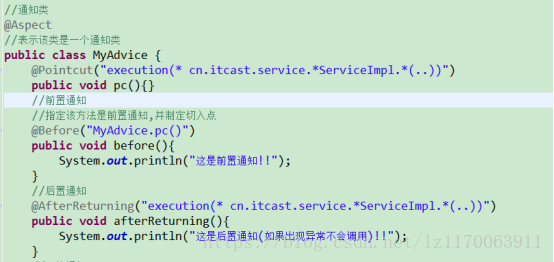 //通知类
@Aspect
//表示该类是一个通知类
public class MyAdvice {
@Pointcut("execution(* cn.itcast.service.*ServiceImpl.*(..))")
public void pc(){}
//前置通知
//指定该方法是前置通知,并制定切入点
@Before("MyAdvice.pc()")
public void before(){
System.out.println("这是前置通知!!");
}
//后置通知
@AfterReturning("execution(* cn.itcast.service.*ServiceImpl.*(..))")
public void afterReturning(){
System.out.println("这是后置通知(如果出现异常不会调用)!!");
}
https://blog.csdn.net/lz1170063911